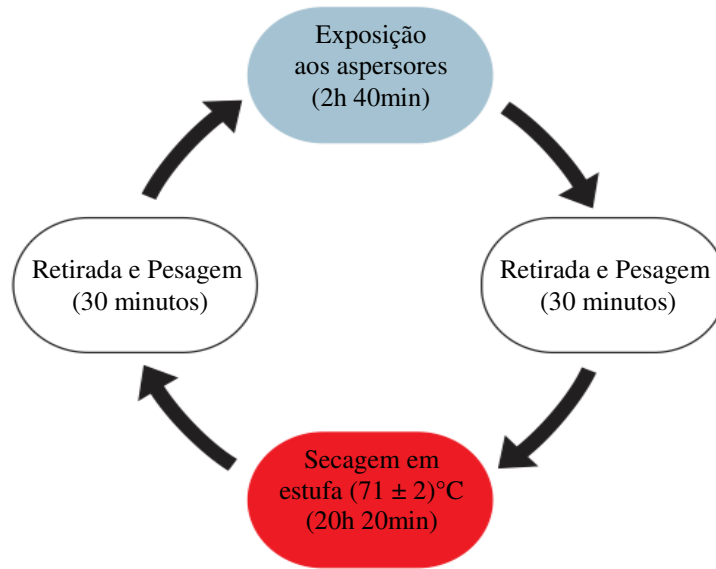 Exposição
aos aspersores
(2h 40min)
Retirada e Pesagem
(30 minutos)
Retirada e Pesagem
(30 minutos)
Secagem em
estufa (71 ± 2)°C
(20h 20min)